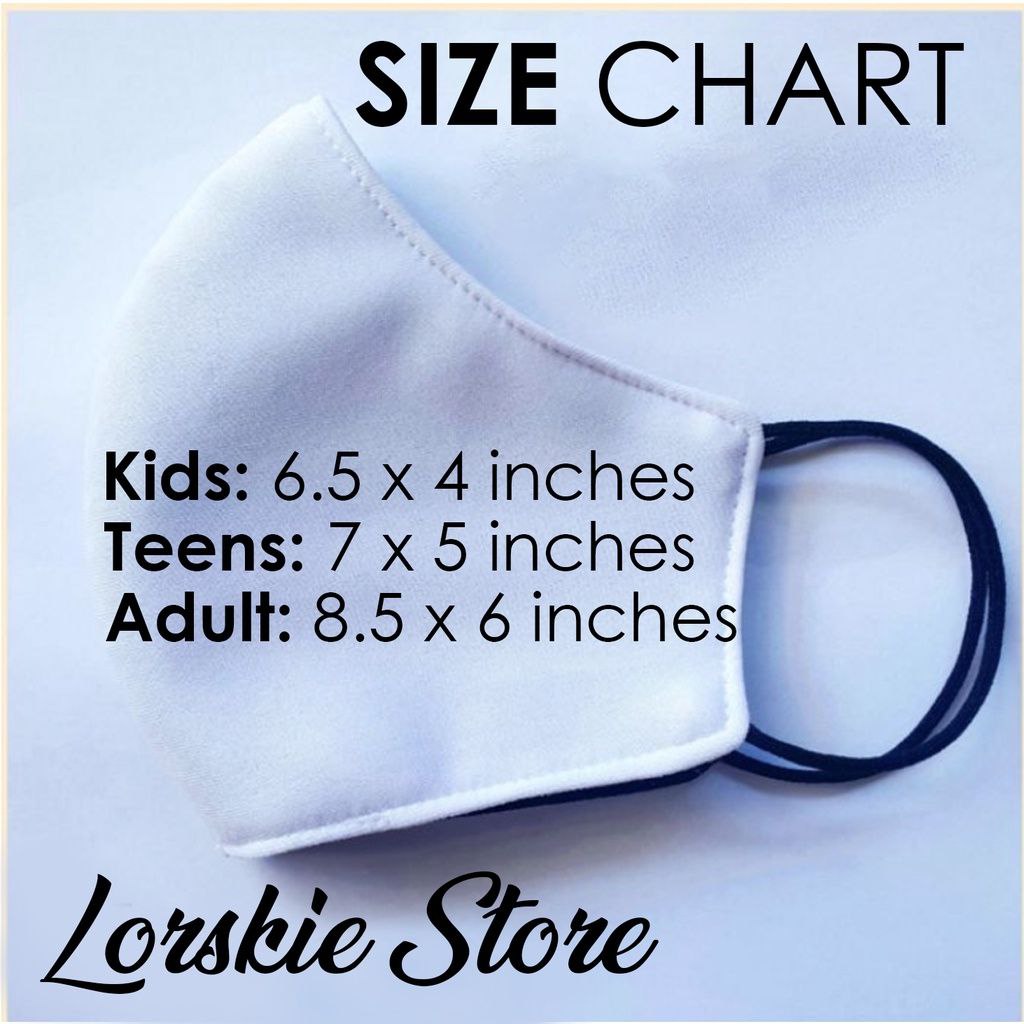 SIZE CHART
Kids: 6.5 x 4 inches
Teens: 7 x 5 inches
Adult: 8.5 x 6 inches
Lorskie Store